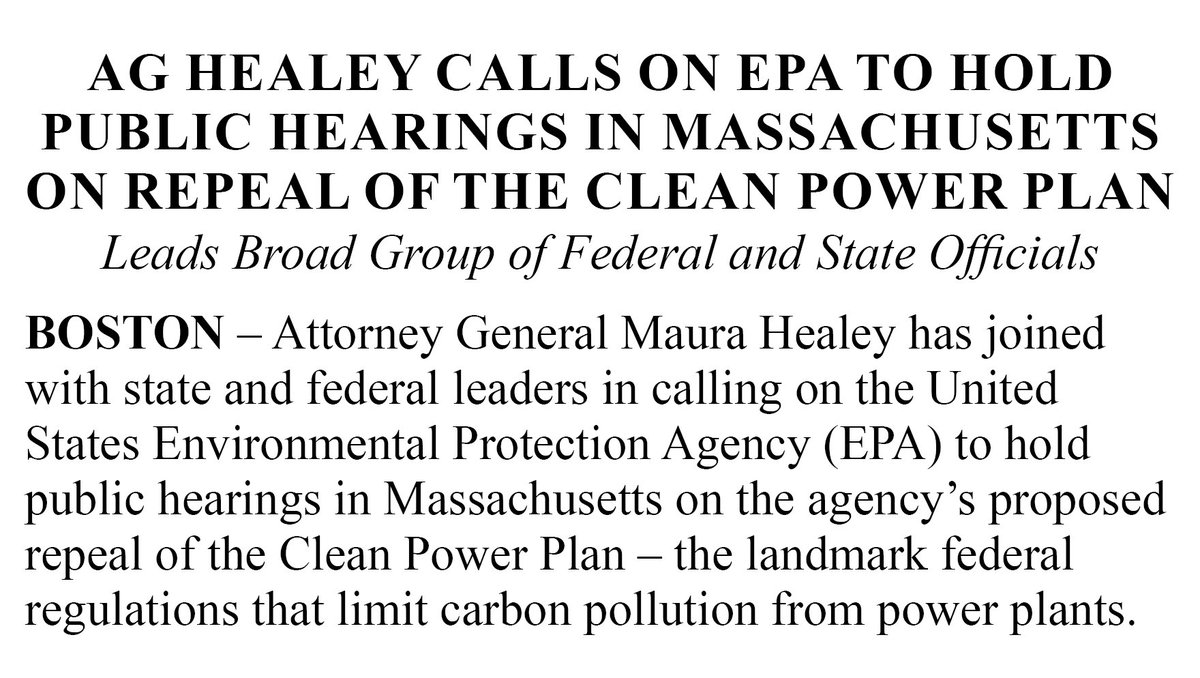 AG HEALEY CALLS ON EPA TO HOLD
PUBLIC HEARINGS IN MASSACHUSETTS
ON REPEAL OF THE CLEAN POWER PLAN
Leads Broad Group of Federal and State Officials
BOSTON – Attorney General Maura Healey has joined
with state and federal leaders in calling on the United
States Environmental Protection Agency (EPA) to hold
public hearings in Massachusetts on the agency’s proposed
repeal of the Clean Power Plan – the landmark federal
regulations that limit carbon pollution from power plants.